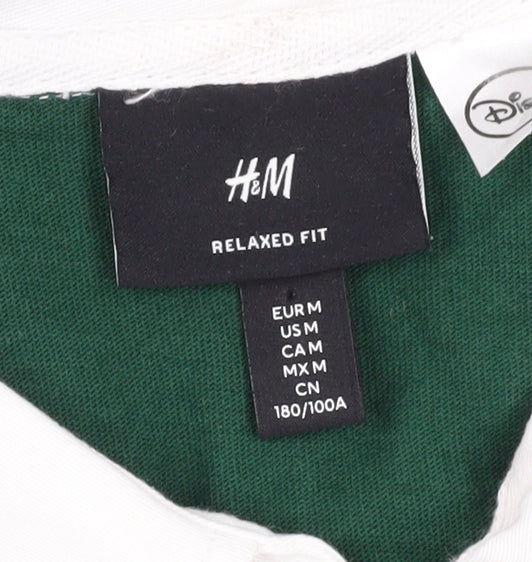 H&M
RELAXED FIT
EUR M
US M
CA M
MX M
CN
180/100A